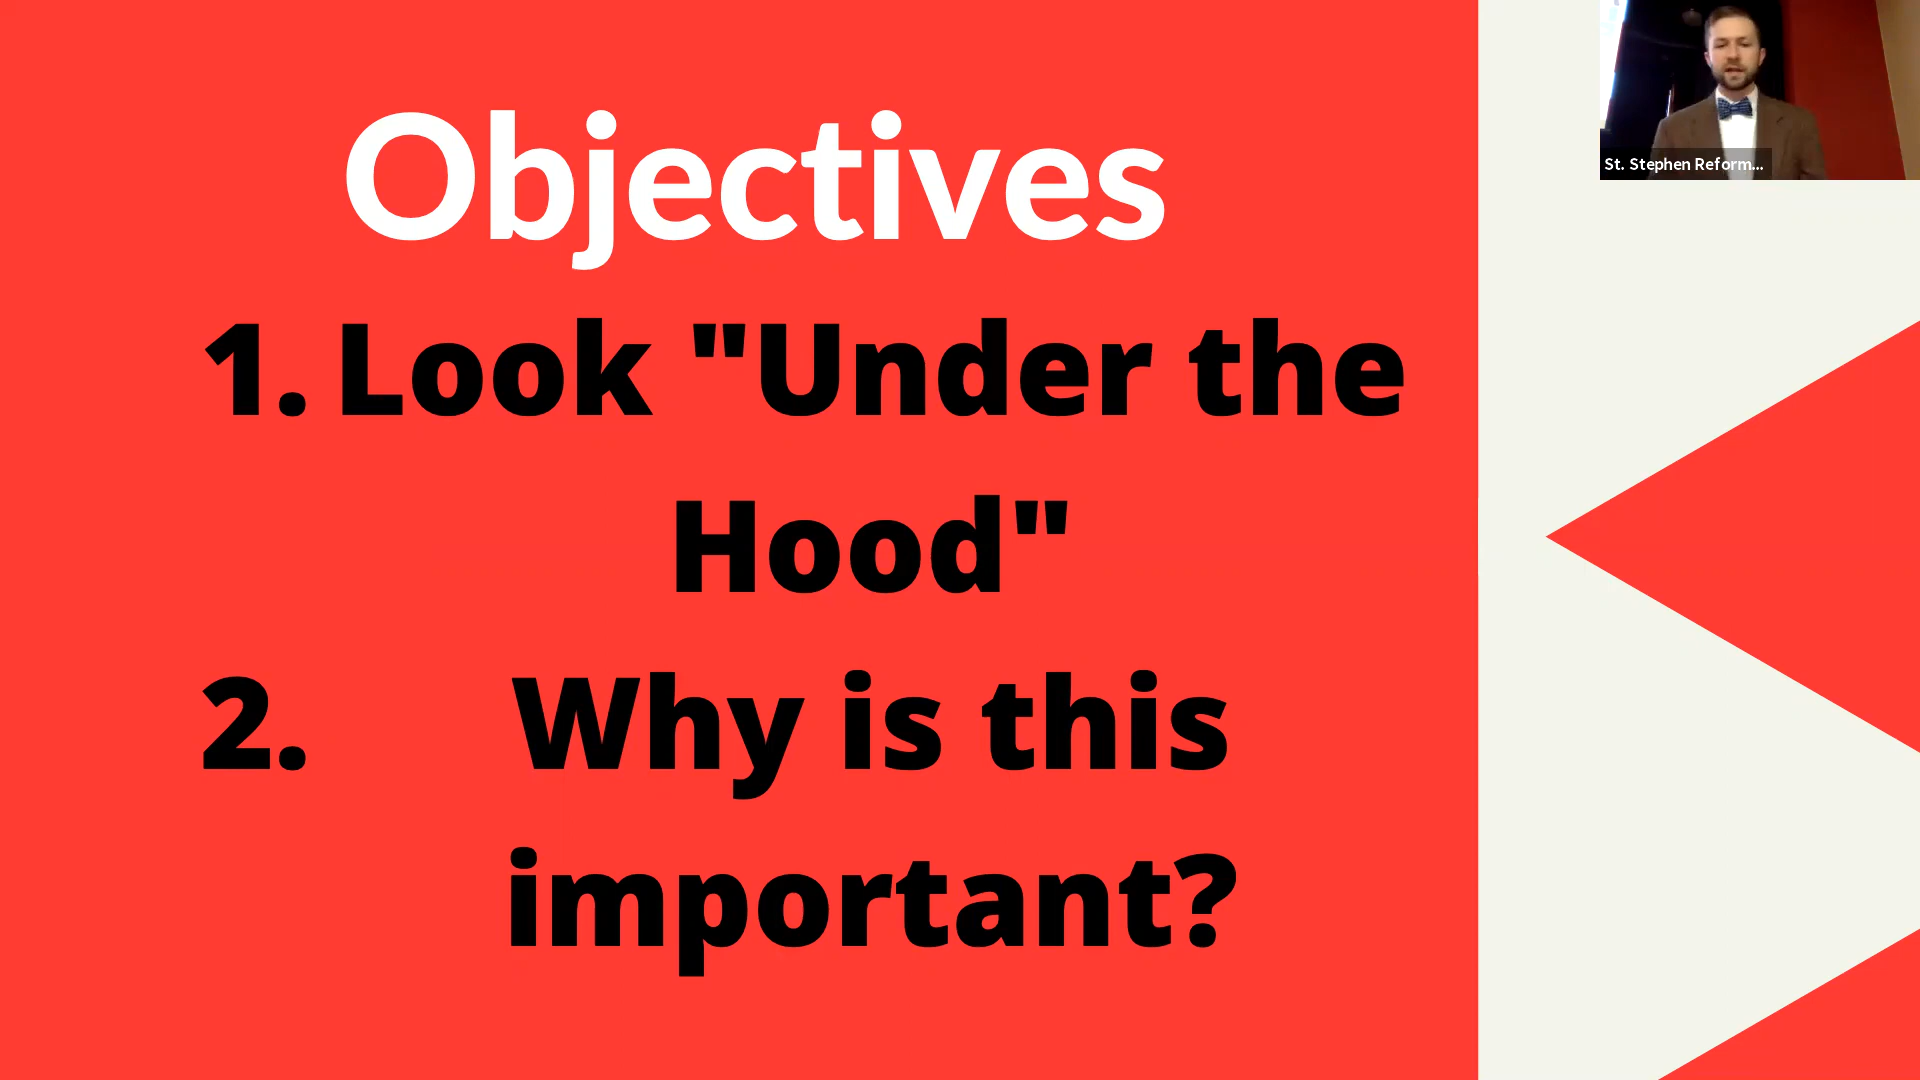 Objectives
1. Look "Under the
Hood"
2. Why is this
important?
St. Stephen Reform...